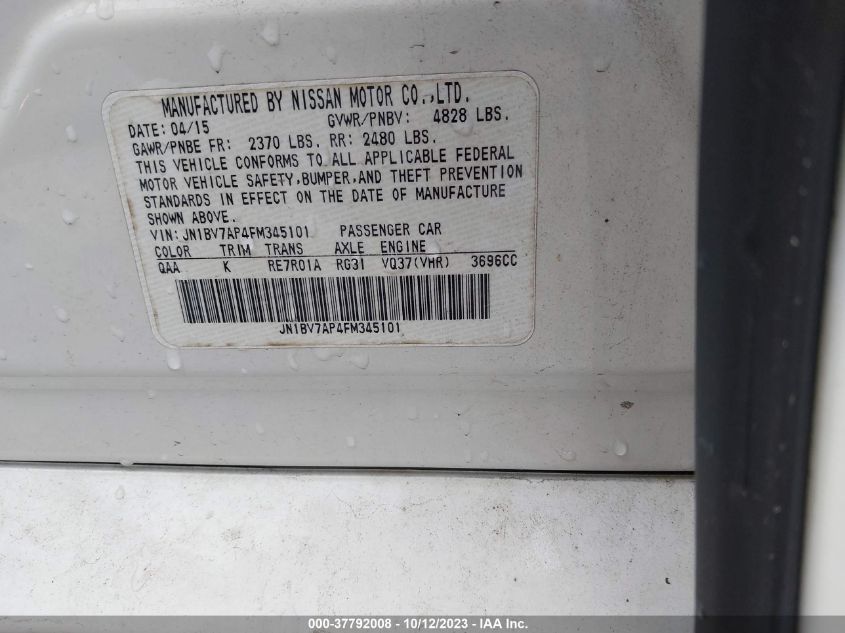 MANUFACTURED BY NISSAN MOTOR CO.,LTD.
DATE: 04/15 GVWR/PNBV: 4828 LBS.
GAWR/PNBE FR: 2370 LBS. RR: 2480 LBS.
THIS VEHICLE CONFORMS TO ALL APPLICABLE FEDERAL
MOTOR VEHICLE SAFETY,BUMPER,AND THEFT PREVENTION
STANDARDS IN EFFECT ON THE DATE OF MANUFACTURE
SHOWN ABOVE.
VIN:JN1BV7AP4FM345101 PASSENGER CAR
COLOR TRIM TRANS AXLE ENGINE
QAA K RE7R01A RG31 VQ37(VHR) 3696CC
JN1BV7AP4FM345101
000-37792008 - 10/12/2023 - IAA Inc.